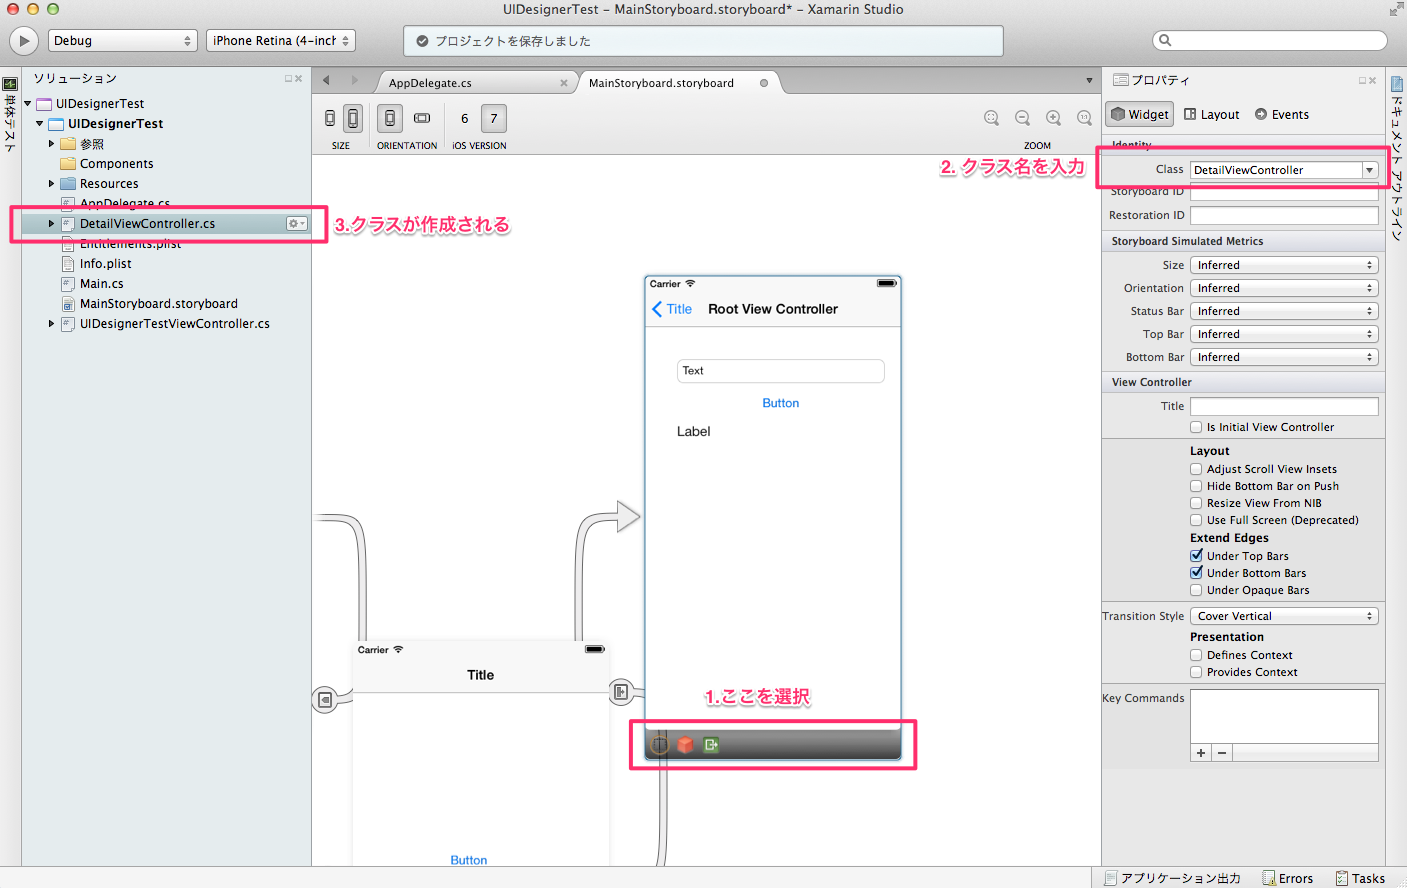 UIDesignerTest – MainStoryboard.storyboard* – Xamarin Studio
Debug
iPhone Retina (4-inch
プロジェクトを保存しました
単体テスト
ソリューション
UIDesignerTest
UIDesignerTest
参照
Components
Resources
AppDelegate.cs
DetailViewController.cs
Entitlements.plist
Info.plist
Main.cs
MainStoryboard.storyboard
UIDesignerTestViewController.cs
3.クラスが作成される
AppDelegate.cs
MainStoryboard.storyboard
6
7
SIZE
ORIENTATION
iOS VERSION
1:1
ZOOM
2. クラス名を入力
Carrier
Title
Root View Controller
Text
Button
Label
1.ここを選択
Carrier
Title
Button
プロパティ
Widget
Layout
Events
Identity
Class
DetailViewController
Storyboard ID
Restoration ID
Storyboard Simulated Metrics
Size
Inferred
Orientation
Inferred
Status Bar
Inferred
Top Bar
Inferred
Bottom Bar
Inferred
View Controller
Title
Is Initial View Controller
Layout
Adjust Scroll View Insets
Hide Bottom Bar on Push
Resize View From NIB
Use Full Screen (Deprecated)
Extend Edges
Under Top Bars
Under Bottom Bars
Under Opaque Bars
Transition Style
Cover Vertical
Presentation
Defines Context
Provides Context
Key Commands
+
−
ドキュメント アウトライン
アプリケーション出力
Errors
Tasks